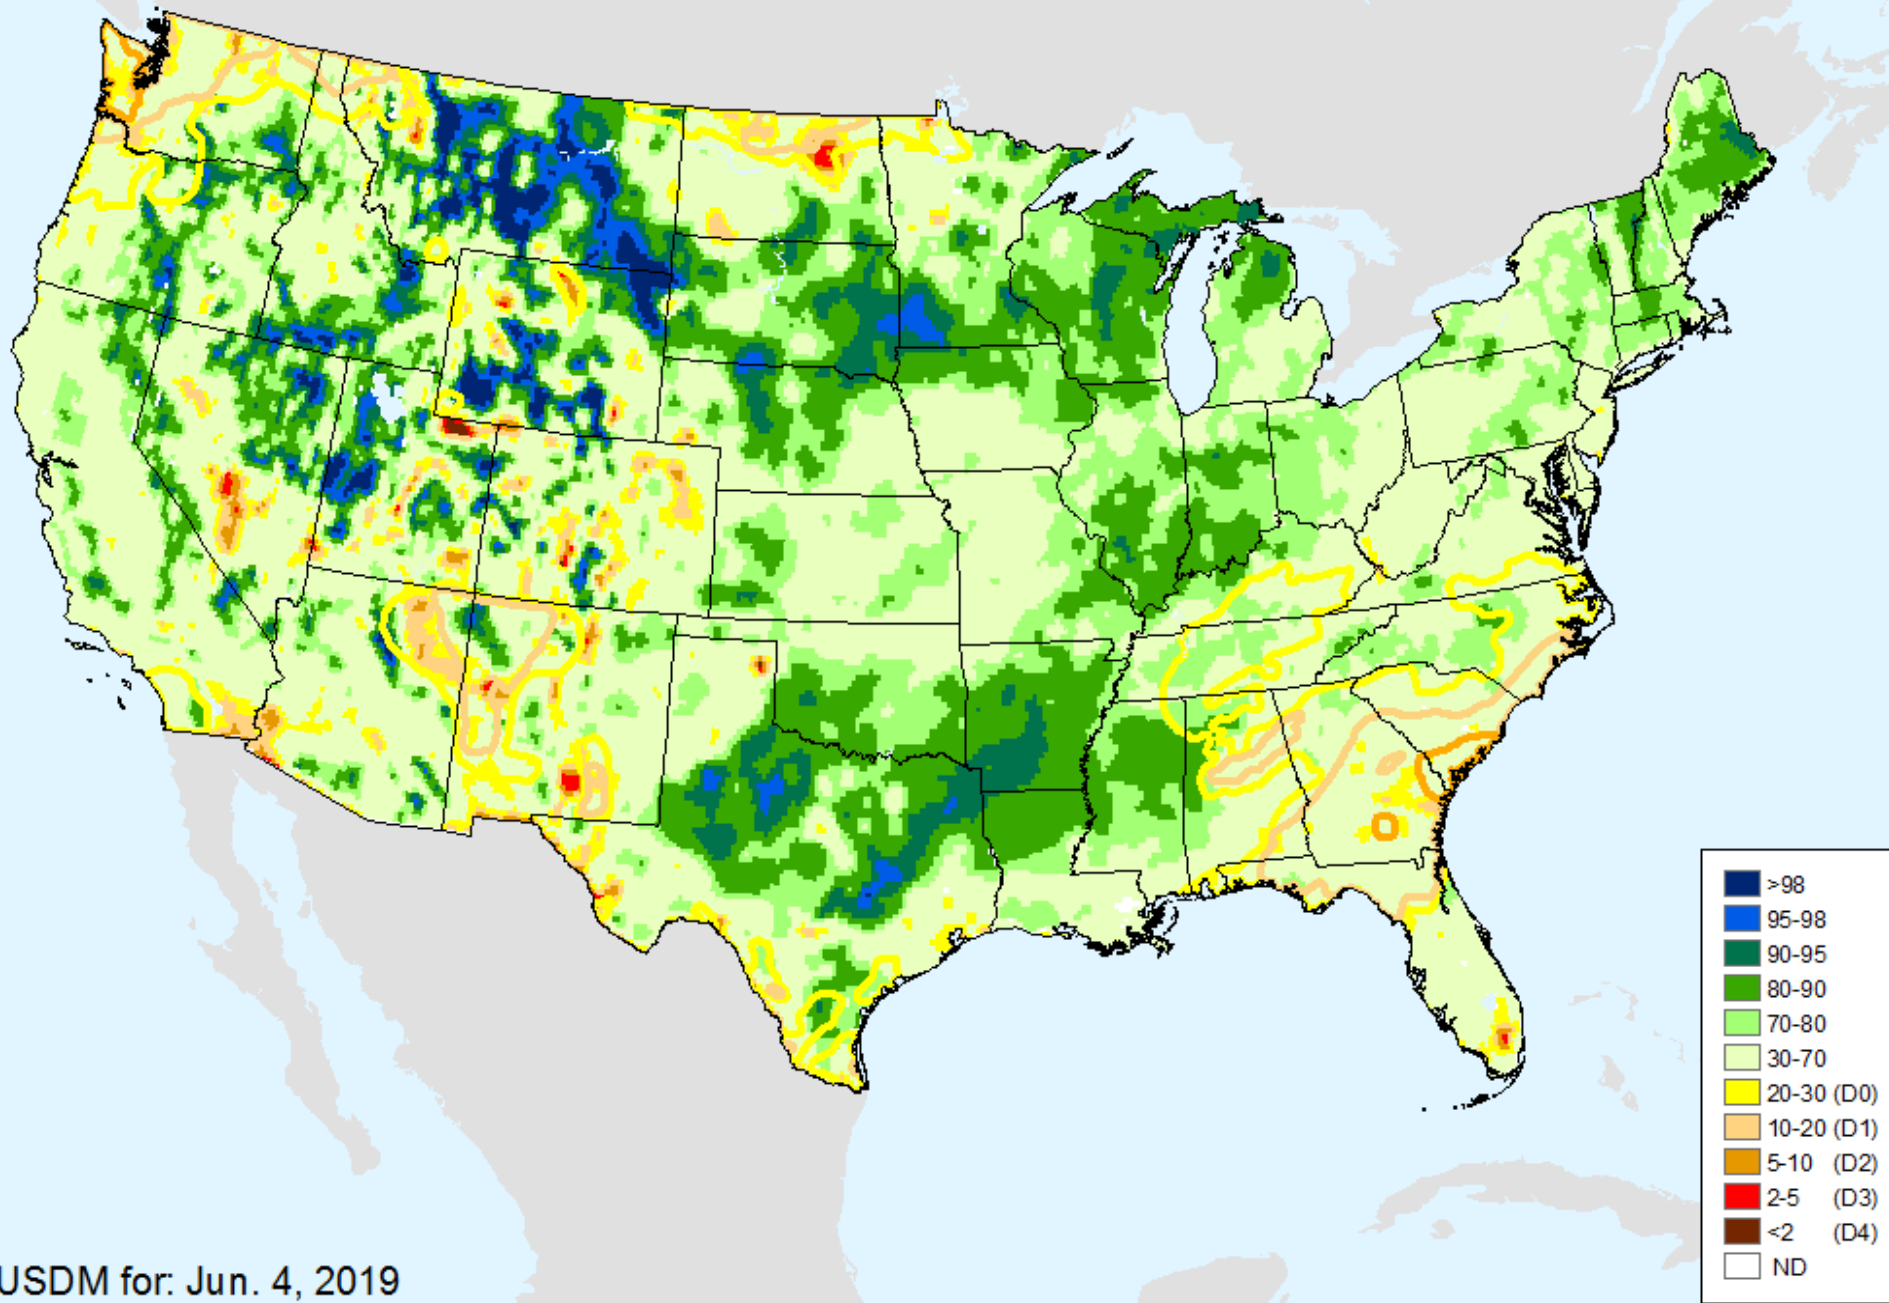 >98
95-98
90-95
80-90
70-80
30-70
20-30 (D0)
10-20 (D1)
5-10 (D2)
2-5 (D3)
<2 (D4)
ND
USDM for: Jun. 4, 2019